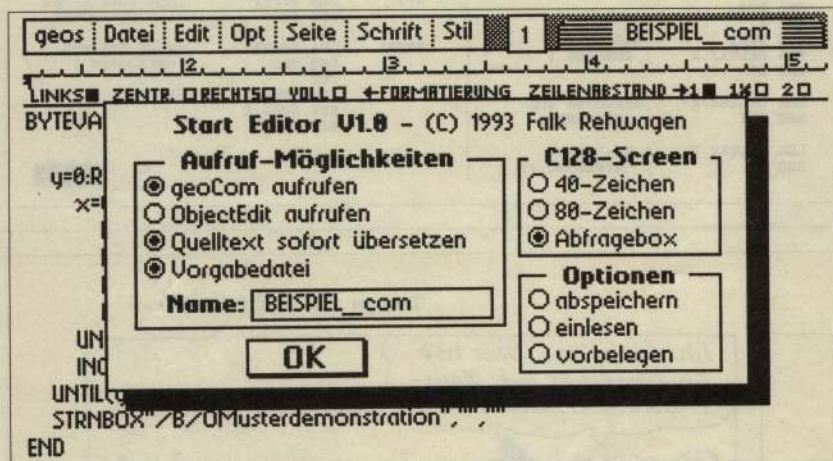 geos Datei Edit Opt Seite Schrift Stil 1 BEISPIEL_com
2 3 4 5
LINKS ZENTR. RECHTS VOLL ←FORMATIERUNG ZEILENABSTAND →1 1½ 2
BYTEVA
Start Editor V1.0 - (C) 1993 Falk Rehwagen
Aufruf-Möglichkeiten
geoCom aufrufen
ObjectEdit aufrufen
Quelltext sofort übersetzen
Vorgabedatei
Name: BEISPIEL_com
OK
C128-Screen
40-Zeichen
80-Zeichen
Abfragebox
Optionen
abspeichern
einlesen
vorbelegen
y=0:R
x=
UN
INC
UNTIL(y
STRNBOX"/B/OMusterdemonstration","",""
END